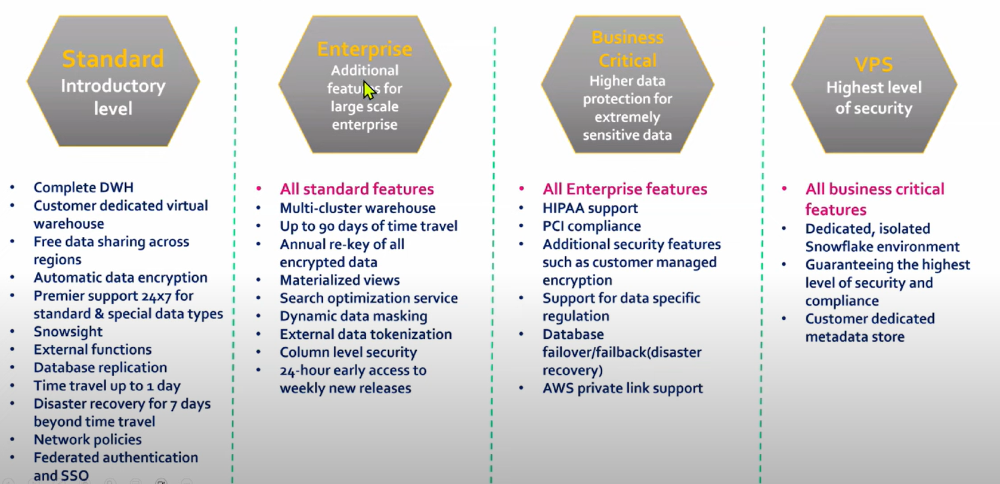 Standard
Introductory
level
Enterprise
Additional
features for
large scale
enterprise
Business
Critical
Higher data
protection for
extremely
sensitive data
VPS
Highest level
of security
• Complete DWH
• Customer dedicated virtual
warehouse
• Free data sharing across
regions
• Automatic data encryption
• Premier support 24x7 for
standard & special data types
• Snowsight
• External functions
• Database replication
• Time travel up to 1 day
• Disaster recovery for 7 days
beyond time travel
• Network policies
• Federated authentication
and SSO
• All standard features
• Multi-cluster warehouse
• Up to 90 days of time travel
• Annual re-key of all
encrypted data
• Materialized views
• Search optimization service
• Dynamic data masking
• External data tokenization
• Column level security
• 24-hour early access to
weekly new releases
• All Enterprise features
• HIPAA support
• PCI compliance
• Additional security features
such as customer managed
encryption
• Support for data specific
regulation
• Database
failover/failback(disaster
recovery)
• AWS private link support
• All business critical
features
• Dedicated, isolated
Snowflake environment
• Guaranteeing the highest
level of security and
compliance
• Customer dedicated
metadata store